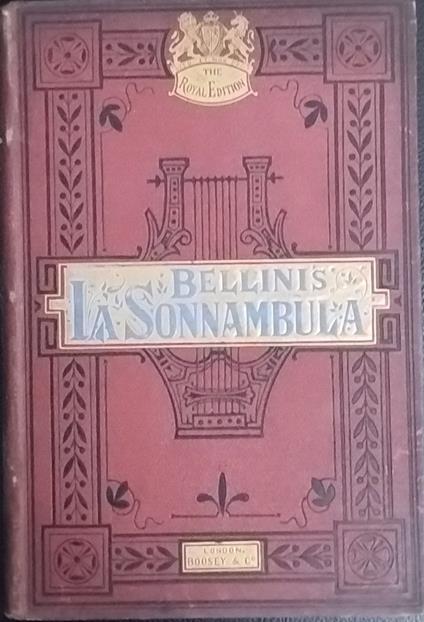 THE
ROYAL EDITION
BELLINI'S
LA SONNAMBULA
LONDON,
BOOSEY & Co